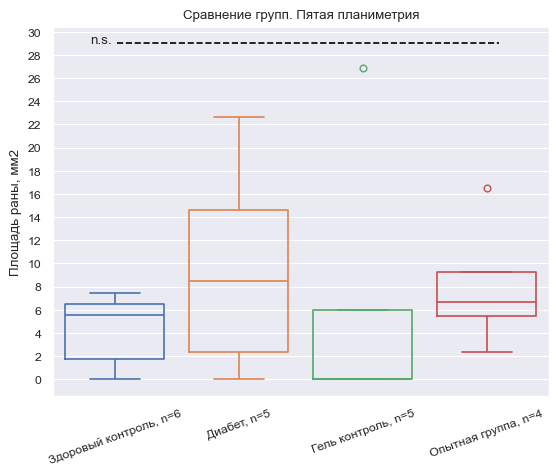 Сравнение групп. Пятая планиметрия
n.s.
Площадь раны, мм2
30
28
26
24
22
20
18
16
14
12
10
8
6
4
2
0
Здоровый контроль, n=6
Диабет, n=5
Гель контроль, n=5
Опытная группа, n=4